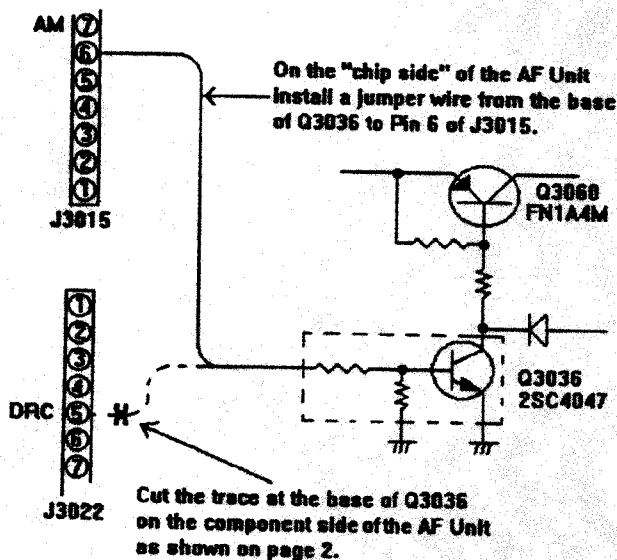 AM
7
6
5
4
3
2
1
J3015
On the "chip side" of the AF Unit
install a jumper wire from the base
of Q3036 to Pin 6 of J3015.
Q3060
FN1A4M
1
2
3
4
DRC 5
6
7
J3022
Q3036
2SC4047
Cut the trace at the base of Q3036
on the component side of the AF Unit
as shown on page 2.